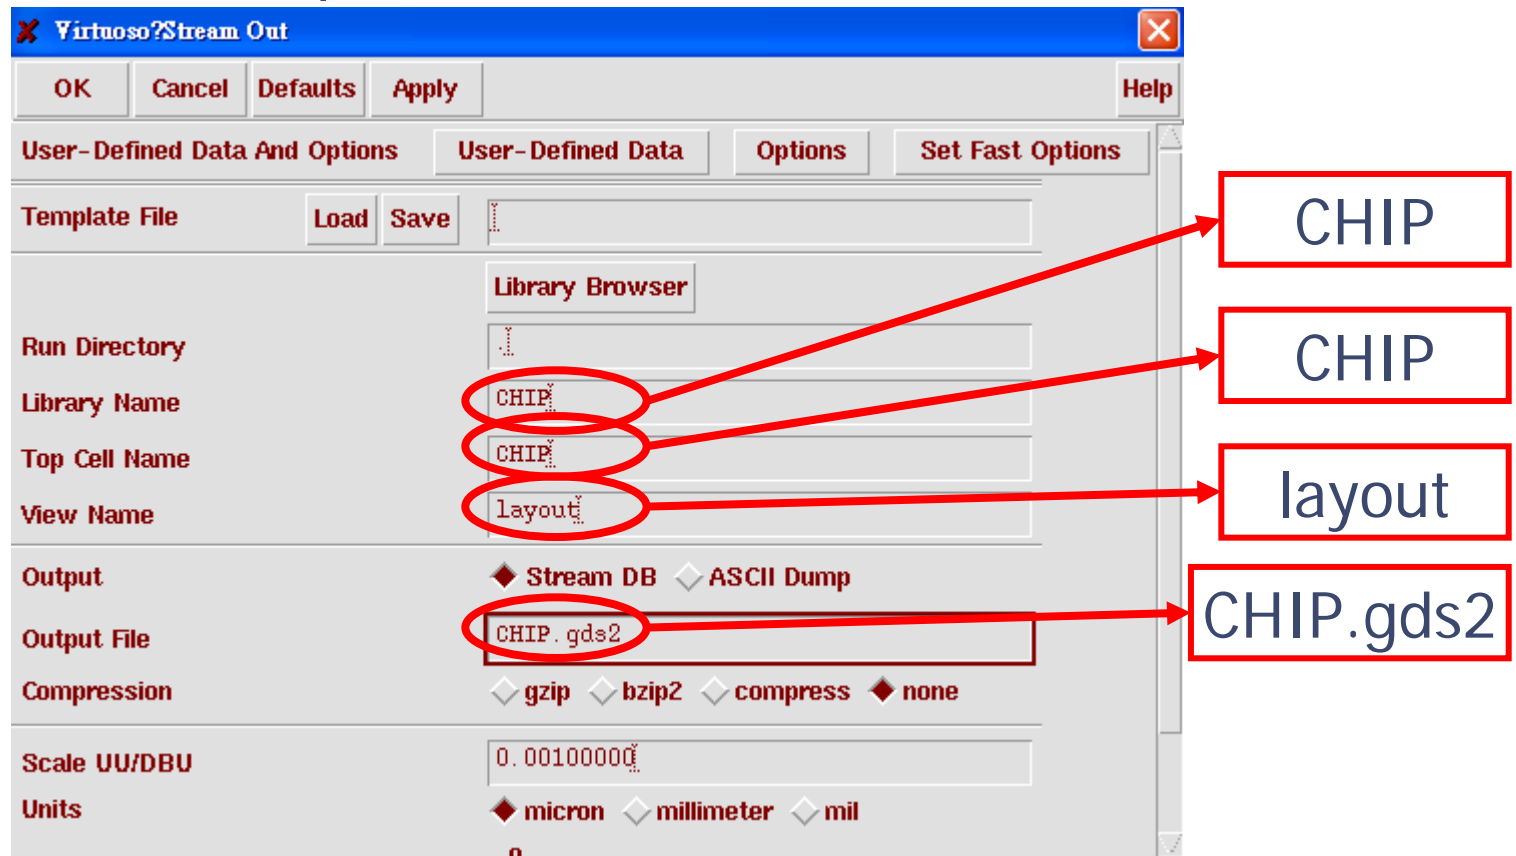 Virtuoso?Stream Out
OK Cancel Defaults Apply Help
User-Defined Data And Options User-Defined Data Options Set Fast Options
Template File Load Save
CHIP
Library Browser
Run Directory .
CHIP
Library Name CHIP
Top Cell Name CHIP
layout
View Name layout
Output Stream DB ASCII Dump
CHIP.gds2
Output File CHIP.gds2
Compression gzip bzip2 compress none
Scale UU/DBU 0.00100000
Units micron millimeter mil